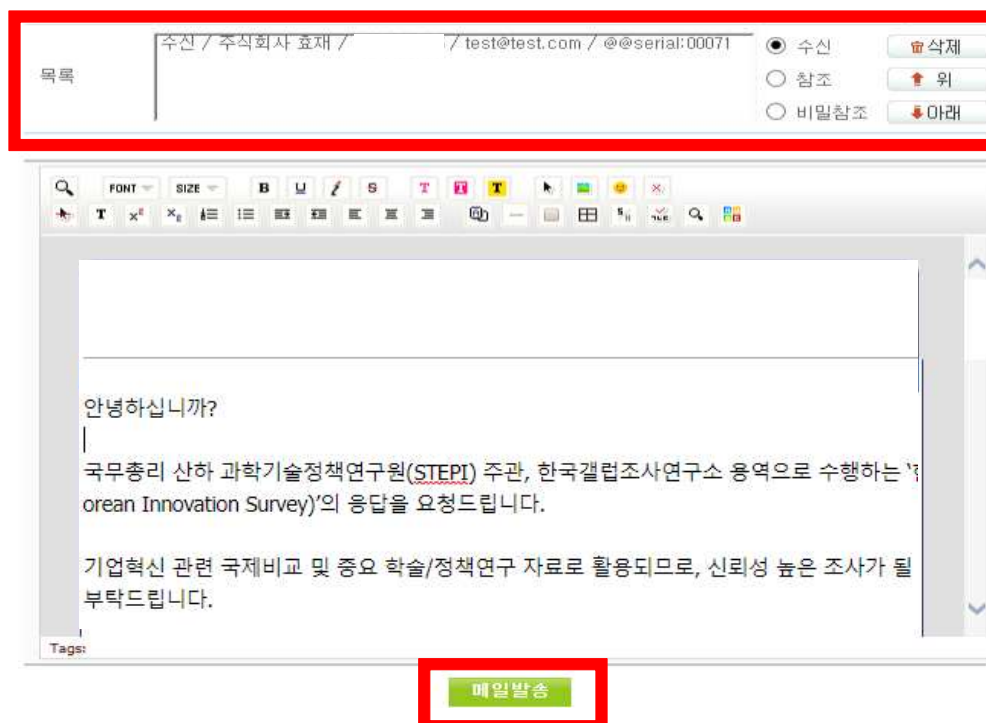 수신 / 주식회사 효재 / / test@test.com / @@serial:00071
목록
수신
삭제
참조
위
비밀참조
아래
FONT SIZE B U S T T T
T
안녕하십니까?
국무총리 산하 과학기술정책연구원(STEPI) 주관, 한국갤럽조사연구소 용역으로 수행하는 '
orean Innovation Survey)'의 응답을 요청드립니다.
기업혁신 관련 국제비교 및 중요 학술/정책연구 자료로 활용되므로, 신뢰성 높은 조사가 될
부탁드립니다.
Tags:
메일발송